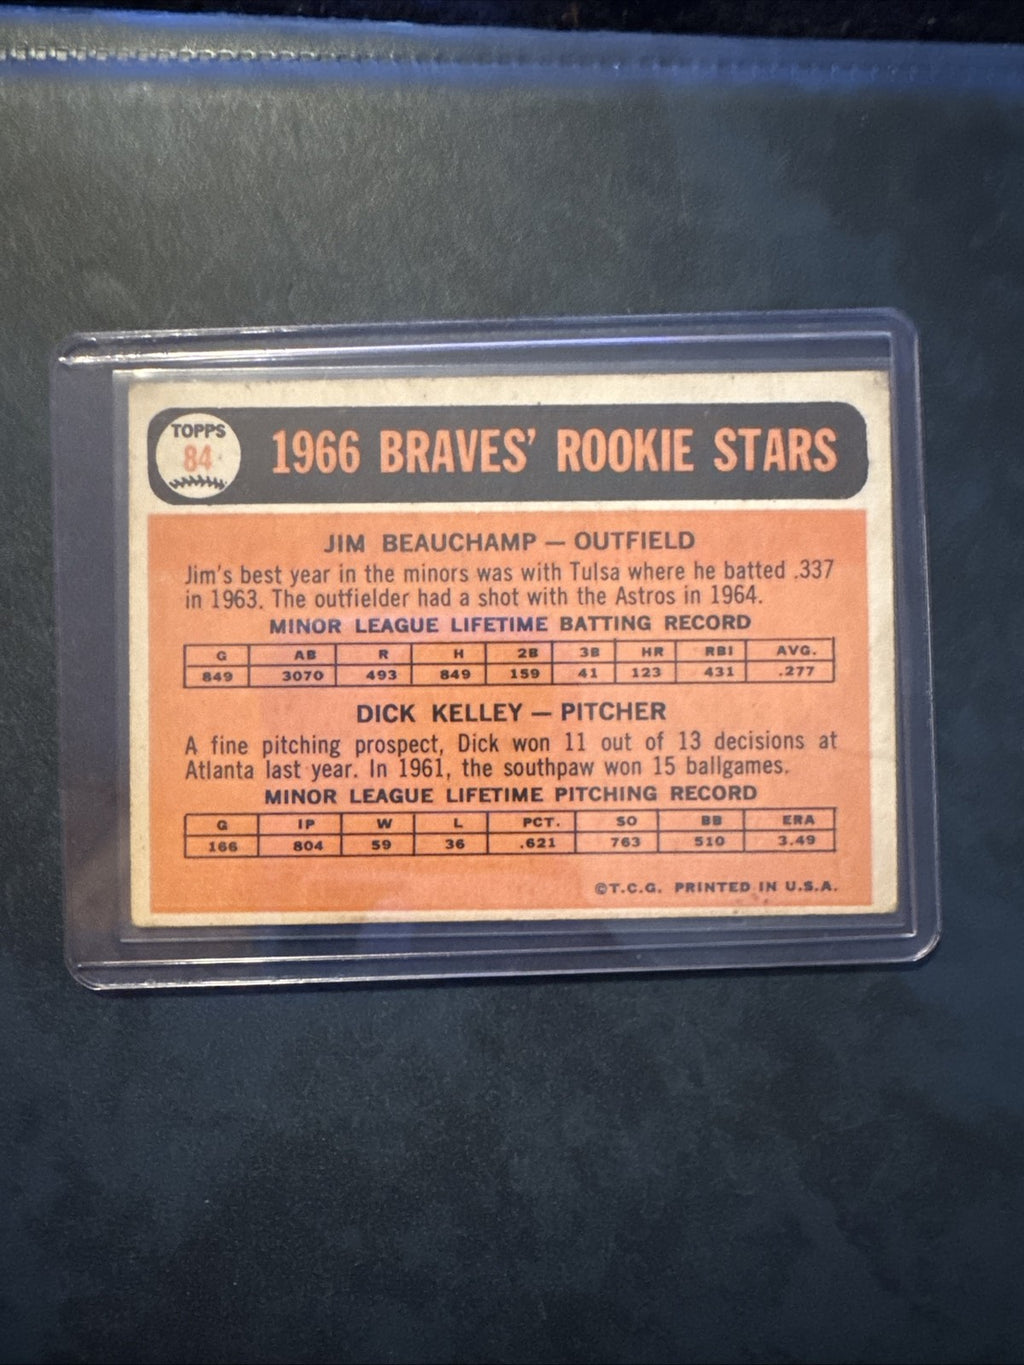 TOPPS
84
1966 BRAVES' ROOKIE STARS
JIM BEAUCHAMP — OUTFIELD
Jim's best year in the minors was with Tulsa where he batted .337
in 1963. The outfielder had a shot with the Astros in 1964.
MINOR LEAGUE LIFETIME BATTING RECORD
G AB R H 2B 3B HR RBI AVG.
849 3070 493 849 159 41 123 431 .277
DICK KELLEY — PITCHER
A fine pitching prospect, Dick won 11 out of 13 decisions at
Atlanta last year. In 1961, the southpaw won 15 ballgames.
MINOR LEAGUE LIFETIME PITCHING RECORD
G IP W L PCT. SO BB ERA
166 804 59 36 .621 763 510 3.49
©T.C.G. PRINTED IN U.S.A.